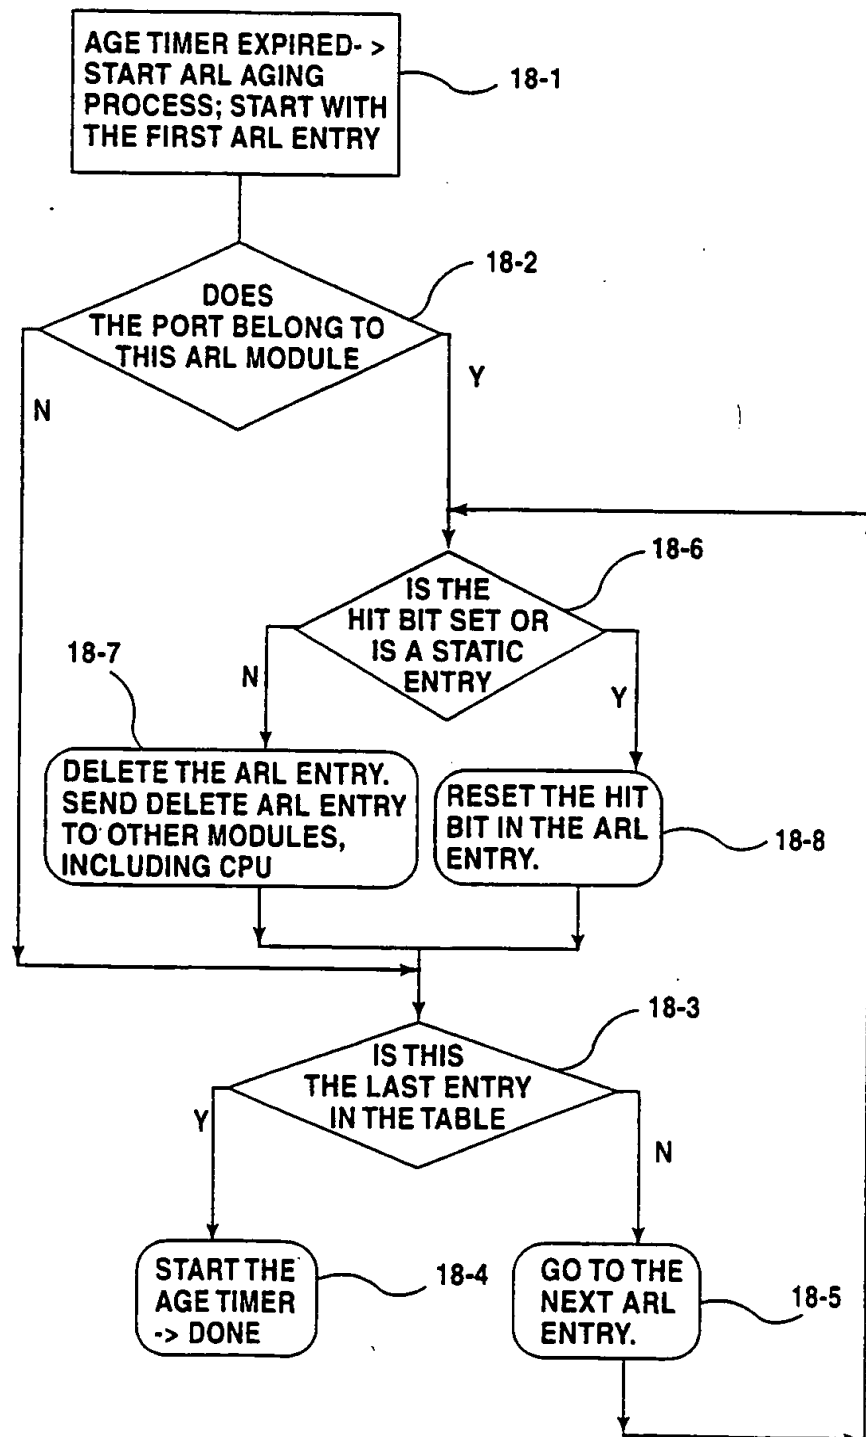 AGE TIMER EXPIRED- >
START ARL AGING
PROCESS; START WITH
THE FIRST ARL ENTRY
18-1
18-2
DOES
THE PORT BELONG TO
THIS ARL MODULE
N
Y
18-6
IS THE
HIT BIT SET OR
IS A STATIC
ENTRY
18-7
N
Y
DELETE THE ARL ENTRY.
SEND DELETE ARL ENTRY
TO OTHER MODULES,
INCLUDING CPU
RESET THE HIT
BIT IN THE ARL
ENTRY.
18-8
18-3
IS THIS
THE LAST ENTRY
IN THE TABLE
Y
N
START THE
AGE TIMER
-> DONE
18-4
GO TO THE
NEXT ARL
ENTRY.
18-5